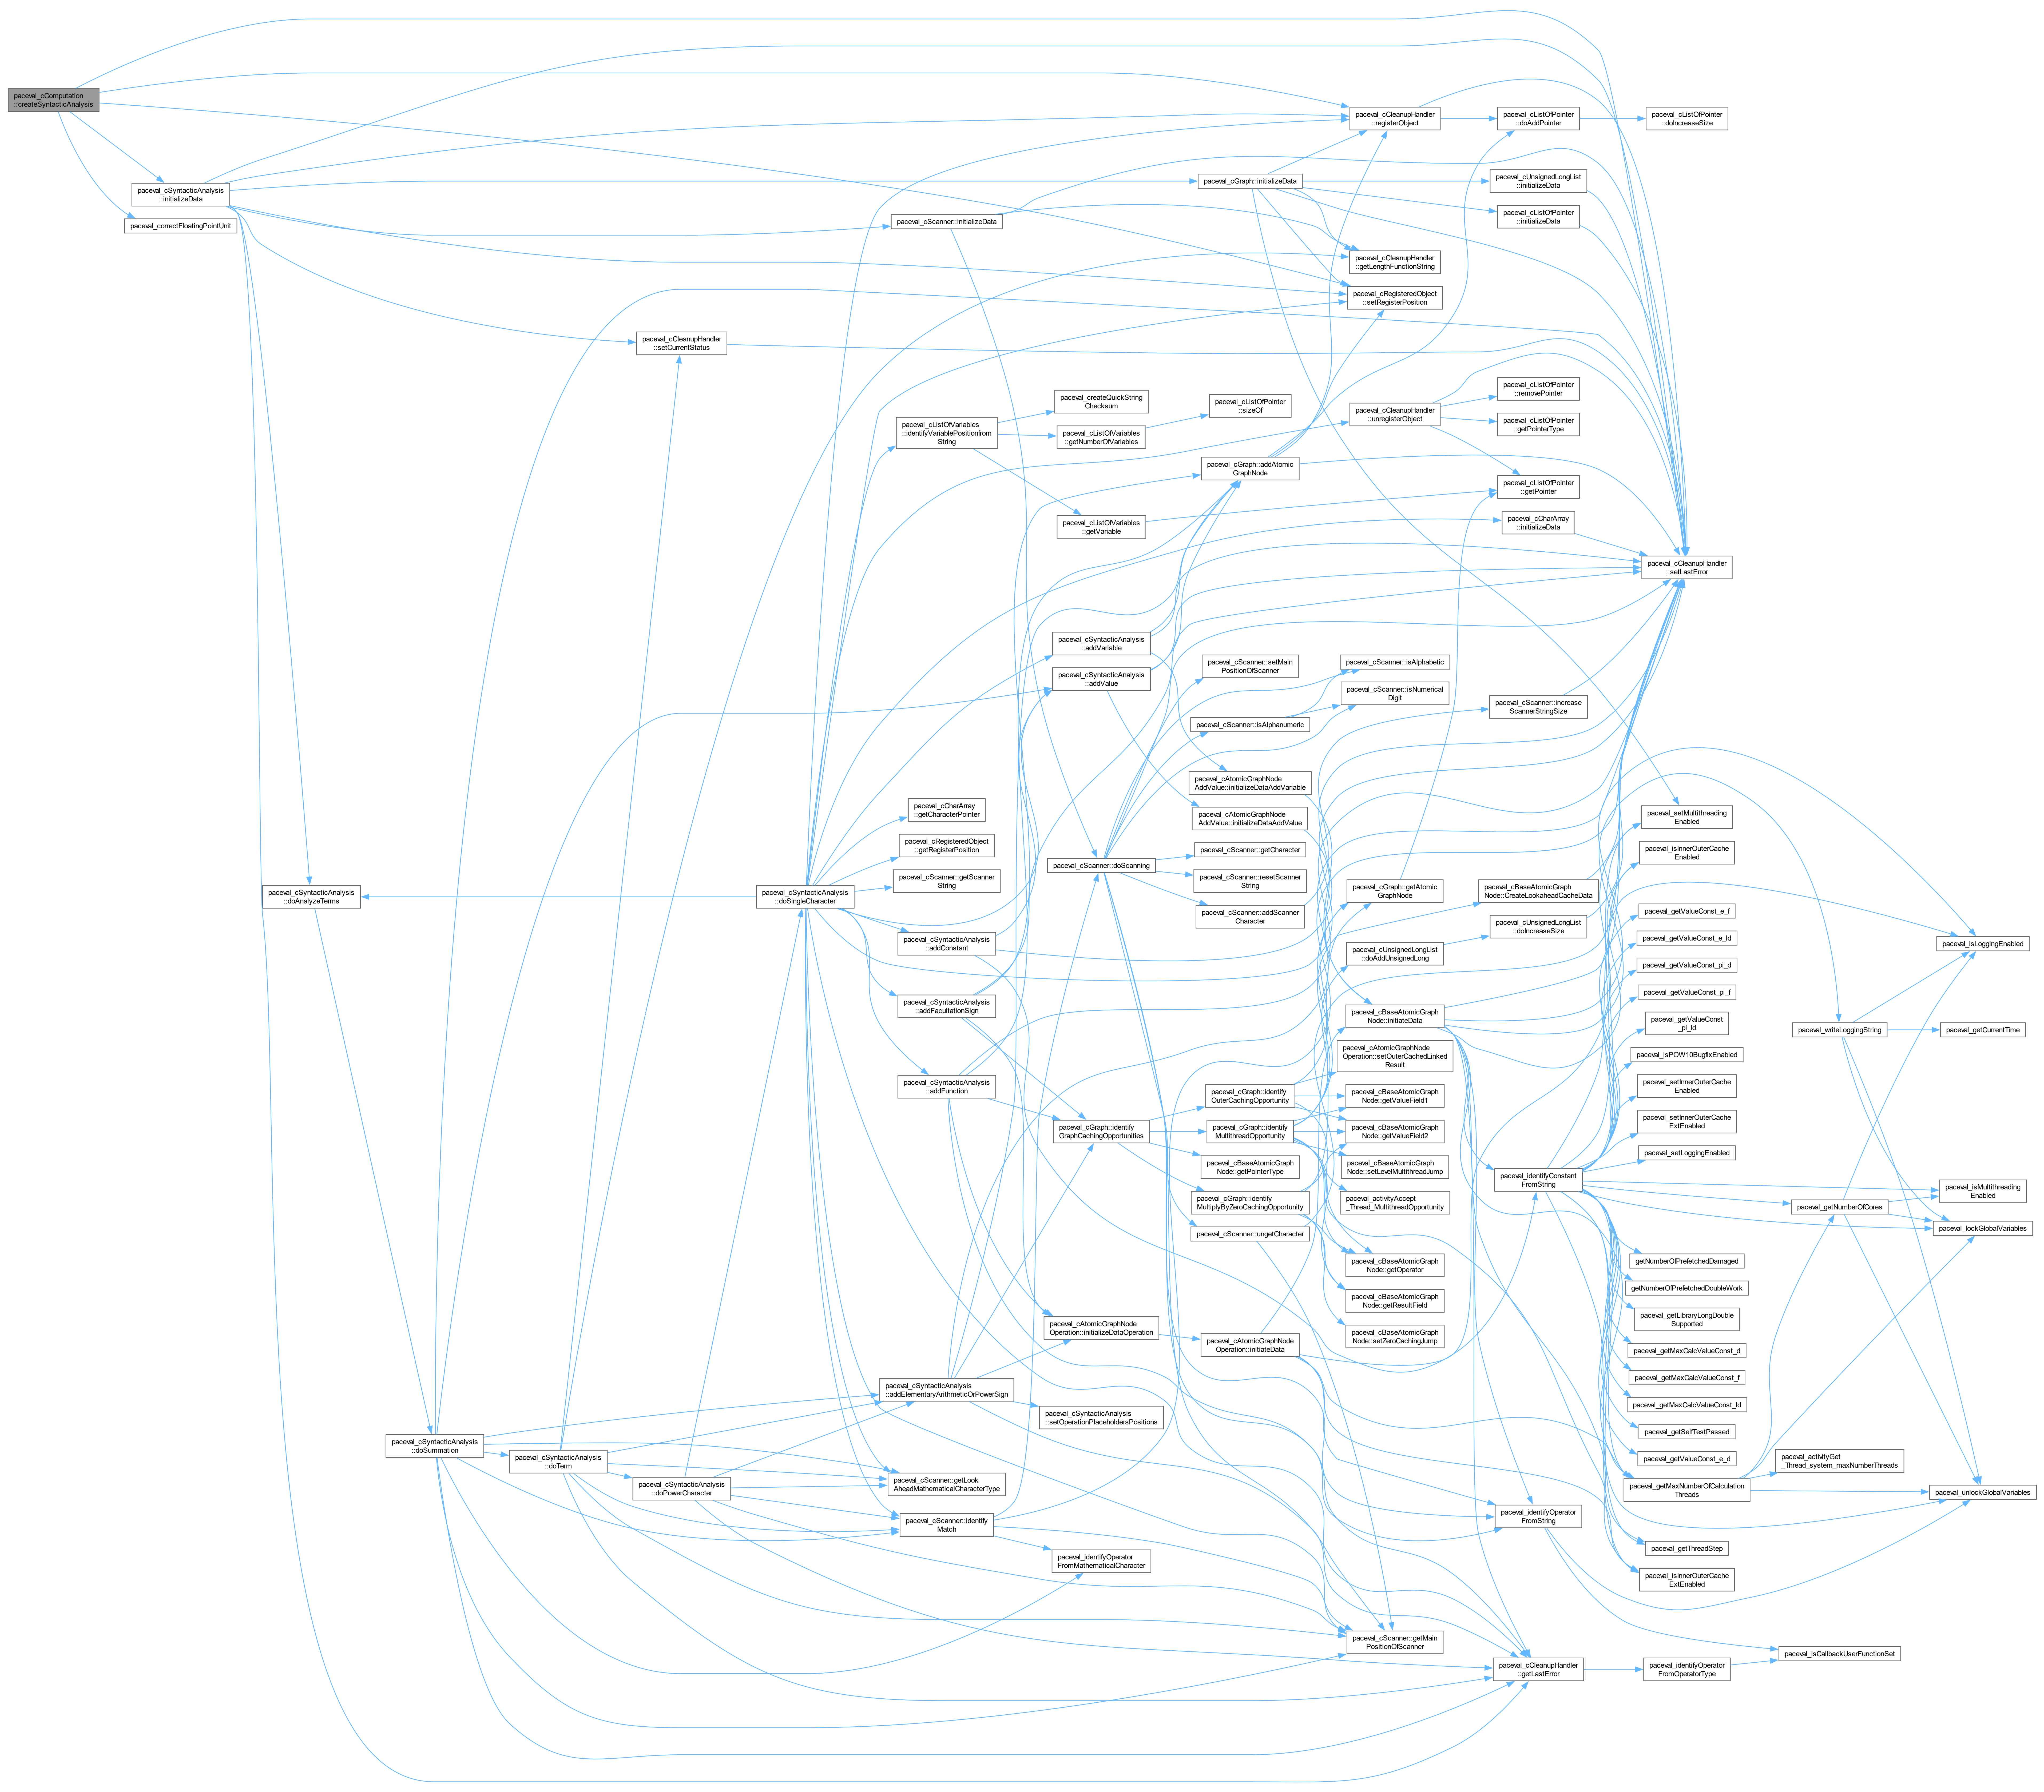 paceval_cComputation
::createSyntacticAnalysis
paceval_cSyntacticAnalysis
::initializeData
paceval_correctFloatingPointUnit
paceval_cSyntacticAnalysis
::doAnalyzeTerms
paceval_cSyntacticAnalysis
::doSummation
paceval_cSyntacticAnalysis
::doTerm
paceval_cCleanupHandler
::setCurrentStatus
paceval_cSyntacticAnalysis
::doPowerCharacter
paceval_cSyntacticAnalysis
::doSingleCharacter
paceval_cScanner::initializeData
paceval_cListOfVariables
::identifyVariablePositionfrom
String
paceval_cCharArray
::getCharacterPointer
paceval_cRegisteredObject
::getRegisterPosition
paceval_cScanner::getScanner
String
paceval_cSyntacticAnalysis
::addConstant
paceval_cSyntacticAnalysis
::addFacultationSign
paceval_cSyntacticAnalysis
::addFunction
paceval_cSyntacticAnalysis
::addElementaryArithmeticOrPowerSign
paceval_cScanner::getLook
AheadMathematicalCharacterType
paceval_cScanner::identify
Match
paceval_createQuickString
Checksum
paceval_cListOfVariables
::getNumberOfVariables
paceval_cListOfVariables
::getVariable
paceval_cSyntacticAnalysis
::addVariable
paceval_cSyntacticAnalysis
::addValue
paceval_cScanner::doScanning
paceval_cGraph::identify
GraphCachingOpportunities
paceval_cAtomicGraphNode
Operation::initializeDataOperation
paceval_cSyntacticAnalysis
::setOperationPlaceholdersPositions
paceval_identifyOperator
FromMathematicalCharacter
paceval_cGraph::initializeData
paceval_cListOfPointer
::sizeOf
paceval_cGraph::addAtomic
GraphNode
paceval_cScanner::setMain
PositionOfScanner
paceval_cScanner::isAlphanumeric
paceval_cAtomicGraphNode
AddValue::initializeDataAddVariable
paceval_cAtomicGraphNode
AddValue::initializeDataAddValue
paceval_cScanner::getCharacter
paceval_cScanner::resetScanner
String
paceval_cScanner::addScanner
Character
paceval_cGraph::identify
OuterCachingOpportunity
paceval_cGraph::identify
MultithreadOpportunity
paceval_cBaseAtomicGraph
Node::getPointerType
paceval_cGraph::identify
MultiplyByZeroCachingOpportunity
paceval_cScanner::ungetCharacter
paceval_cAtomicGraphNode
Operation::initiateData
paceval_cCleanupHandler
::registerObject
paceval_cCleanupHandler
::getLengthFunctionString
paceval_cRegisteredObject
::setRegisterPosition
paceval_cCleanupHandler
::unregisterObject
paceval_cScanner::isAlphabetic
paceval_cScanner::isNumerical
Digit
paceval_cGraph::getAtomic
GraphNode
paceval_cUnsignedLongList
::doAddUnsignedLong
paceval_cBaseAtomicGraph
Node::initiateData
paceval_cAtomicGraphNode
Operation::setOuterCachedLinked
Result
paceval_cBaseAtomicGraph
Node::getValueField1
paceval_cBaseAtomicGraph
Node::getValueField2
paceval_cBaseAtomicGraph
Node::setLevelMultithreadJump
paceval_activityAccept
_Thread_MultithreadOpportunity
paceval_cBaseAtomicGraph
Node::getOperator
paceval_cBaseAtomicGraph
Node::getResultField
paceval_cBaseAtomicGraph
Node::setZeroCachingJump
paceval_cScanner::getMain
PositionOfScanner
paceval_cListOfPointer
::doAddPointer
paceval_cUnsignedLongList
::initializeData
paceval_cListOfPointer
::initializeData
paceval_cListOfPointer
::removePointer
paceval_cListOfPointer
::getPointerType
paceval_cListOfPointer
::getPointer
paceval_cCharArray
::initializeData
paceval_cScanner::increase
ScannerStringSize
paceval_cBaseAtomicGraph
Node::CreateLookaheadCacheData
paceval_cUnsignedLongList
::doIncreaseSize
paceval_identifyConstant
FromString
paceval_identifyOperator
FromString
paceval_cCleanupHandler
::getLastError
paceval_cListOfPointer
::doIncreaseSize
paceval_cCleanupHandler
::setLastError
paceval_setMultithreading
Enabled
paceval_isInnerOuterCache
Enabled
paceval_getValueConst_e_f
paceval_getValueConst_e_ld
paceval_getValueConst_pi_d
paceval_getValueConst_pi_f
paceval_getValueConst
_pi_ld
paceval_isPOW10BugfixEnabled
paceval_setInnerOuterCache
Enabled
paceval_setInnerOuterCache
ExtEnabled
paceval_setLoggingEnabled
getNumberOfPrefetchedDamaged
getNumberOfPrefetchedDoubleWork
paceval_getLibraryLongDouble
Supported
paceval_getMaxCalcValueConst_d
paceval_getMaxCalcValueConst_f
paceval_getMaxCalcValueConst_ld
paceval_getSelfTestPassed
paceval_getValueConst_e_d
paceval_getMaxNumberOfCalculation
Threads
paceval_getThreadStep
paceval_isInnerOuterCache
ExtEnabled
paceval_identifyOperator
FromOperatorType
paceval_writeLoggingString
paceval_getNumberOfCores
paceval_activityGet
_Thread_system_maxNumberThreads
paceval_isCallbackUserFunctionSet
paceval_isLoggingEnabled
paceval_getCurrentTime
paceval_isMultithreading
Enabled
paceval_lockGlobalVariables
paceval_unlockGlobalVariables